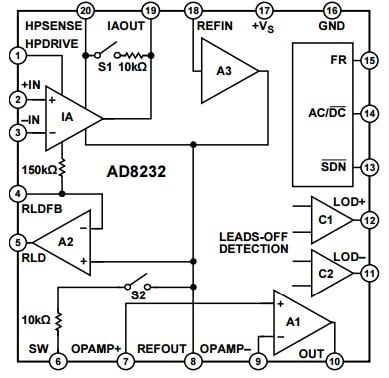 20 19 18 17 16
HPSENSE IAOUT REFIN +VS GND
HPDRIVE
1
S1 10kΩ
+IN
2
–IN
3
IA
A3
FR 15
AC/DC 14
SDN 13
150kΩ
AD8232
4
RLDFB
5
RLD
A2
LEADS-OFF
DETECTION
C1
LOD+
12
C2
LOD–
11
S2
10kΩ
A1
SW OPAMP+ REFOUT OPAMP– OUT
6 7 8 9 10